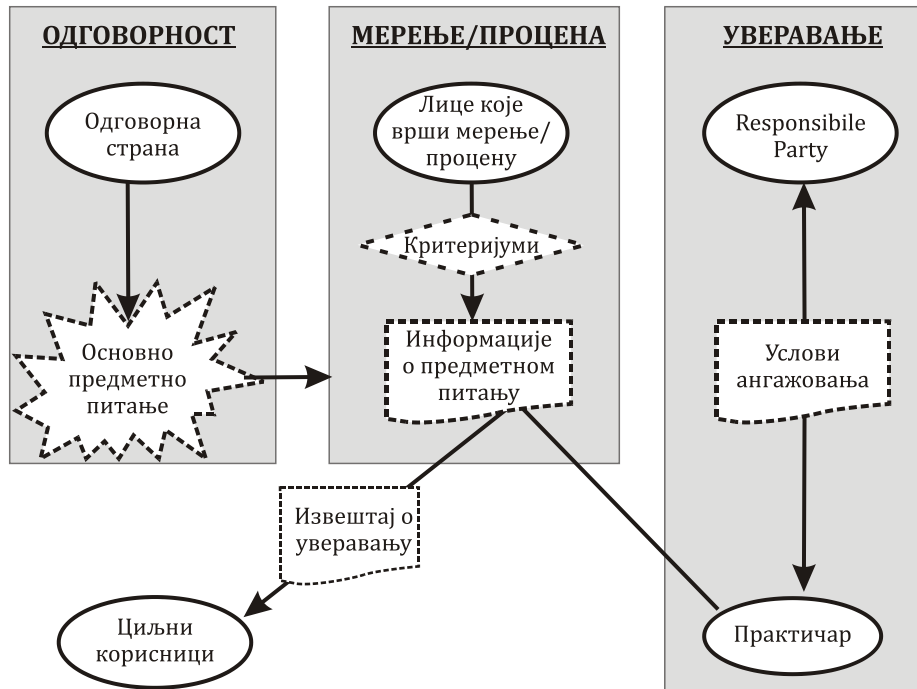 ОДГОВОРНОСТ
Одговорна
страна
Основно
предметно
питање
МЕРЕЊЕ/ПРОЦЕНА
Лице које
врши мерење/
процену
Критеријуми
Информације
о предметном
питању
УВЕРАВАЊЕ
Responsibile
Party
Услови
ангажовања
Практичар
Извештај о
уверавању
Циљни
корисници